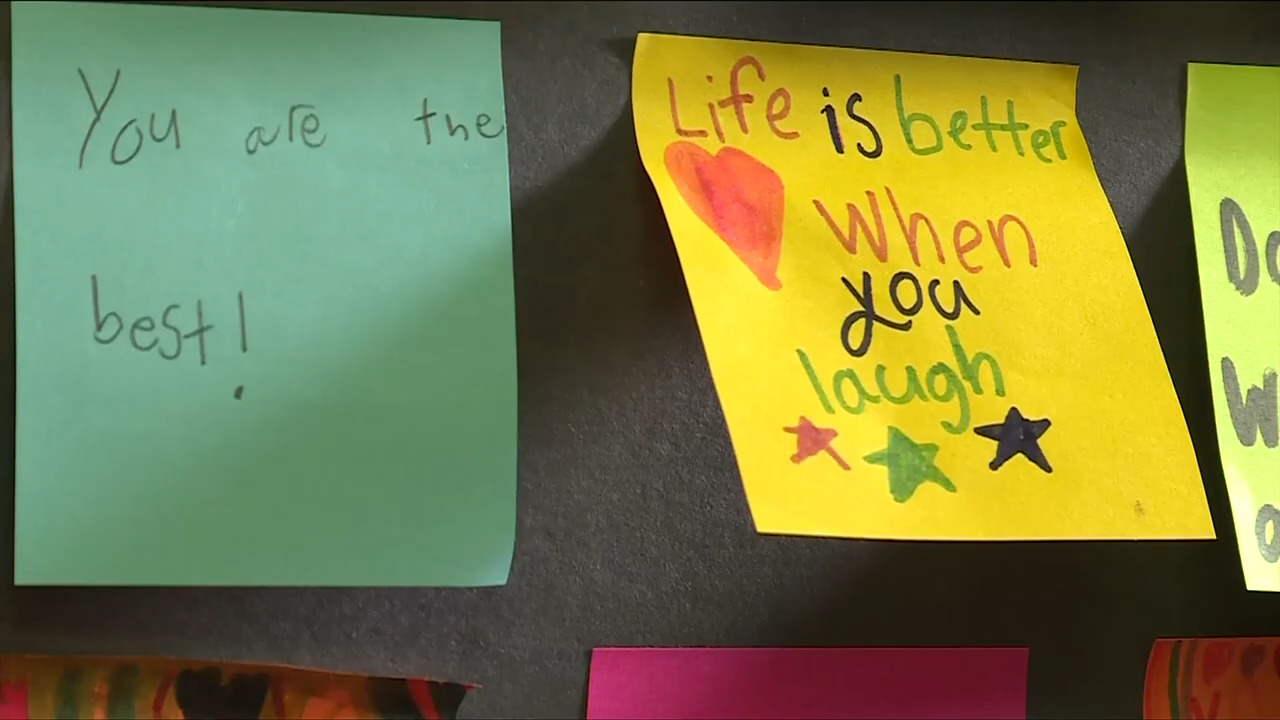 You are the
best!
Life is better
When
you
laugh